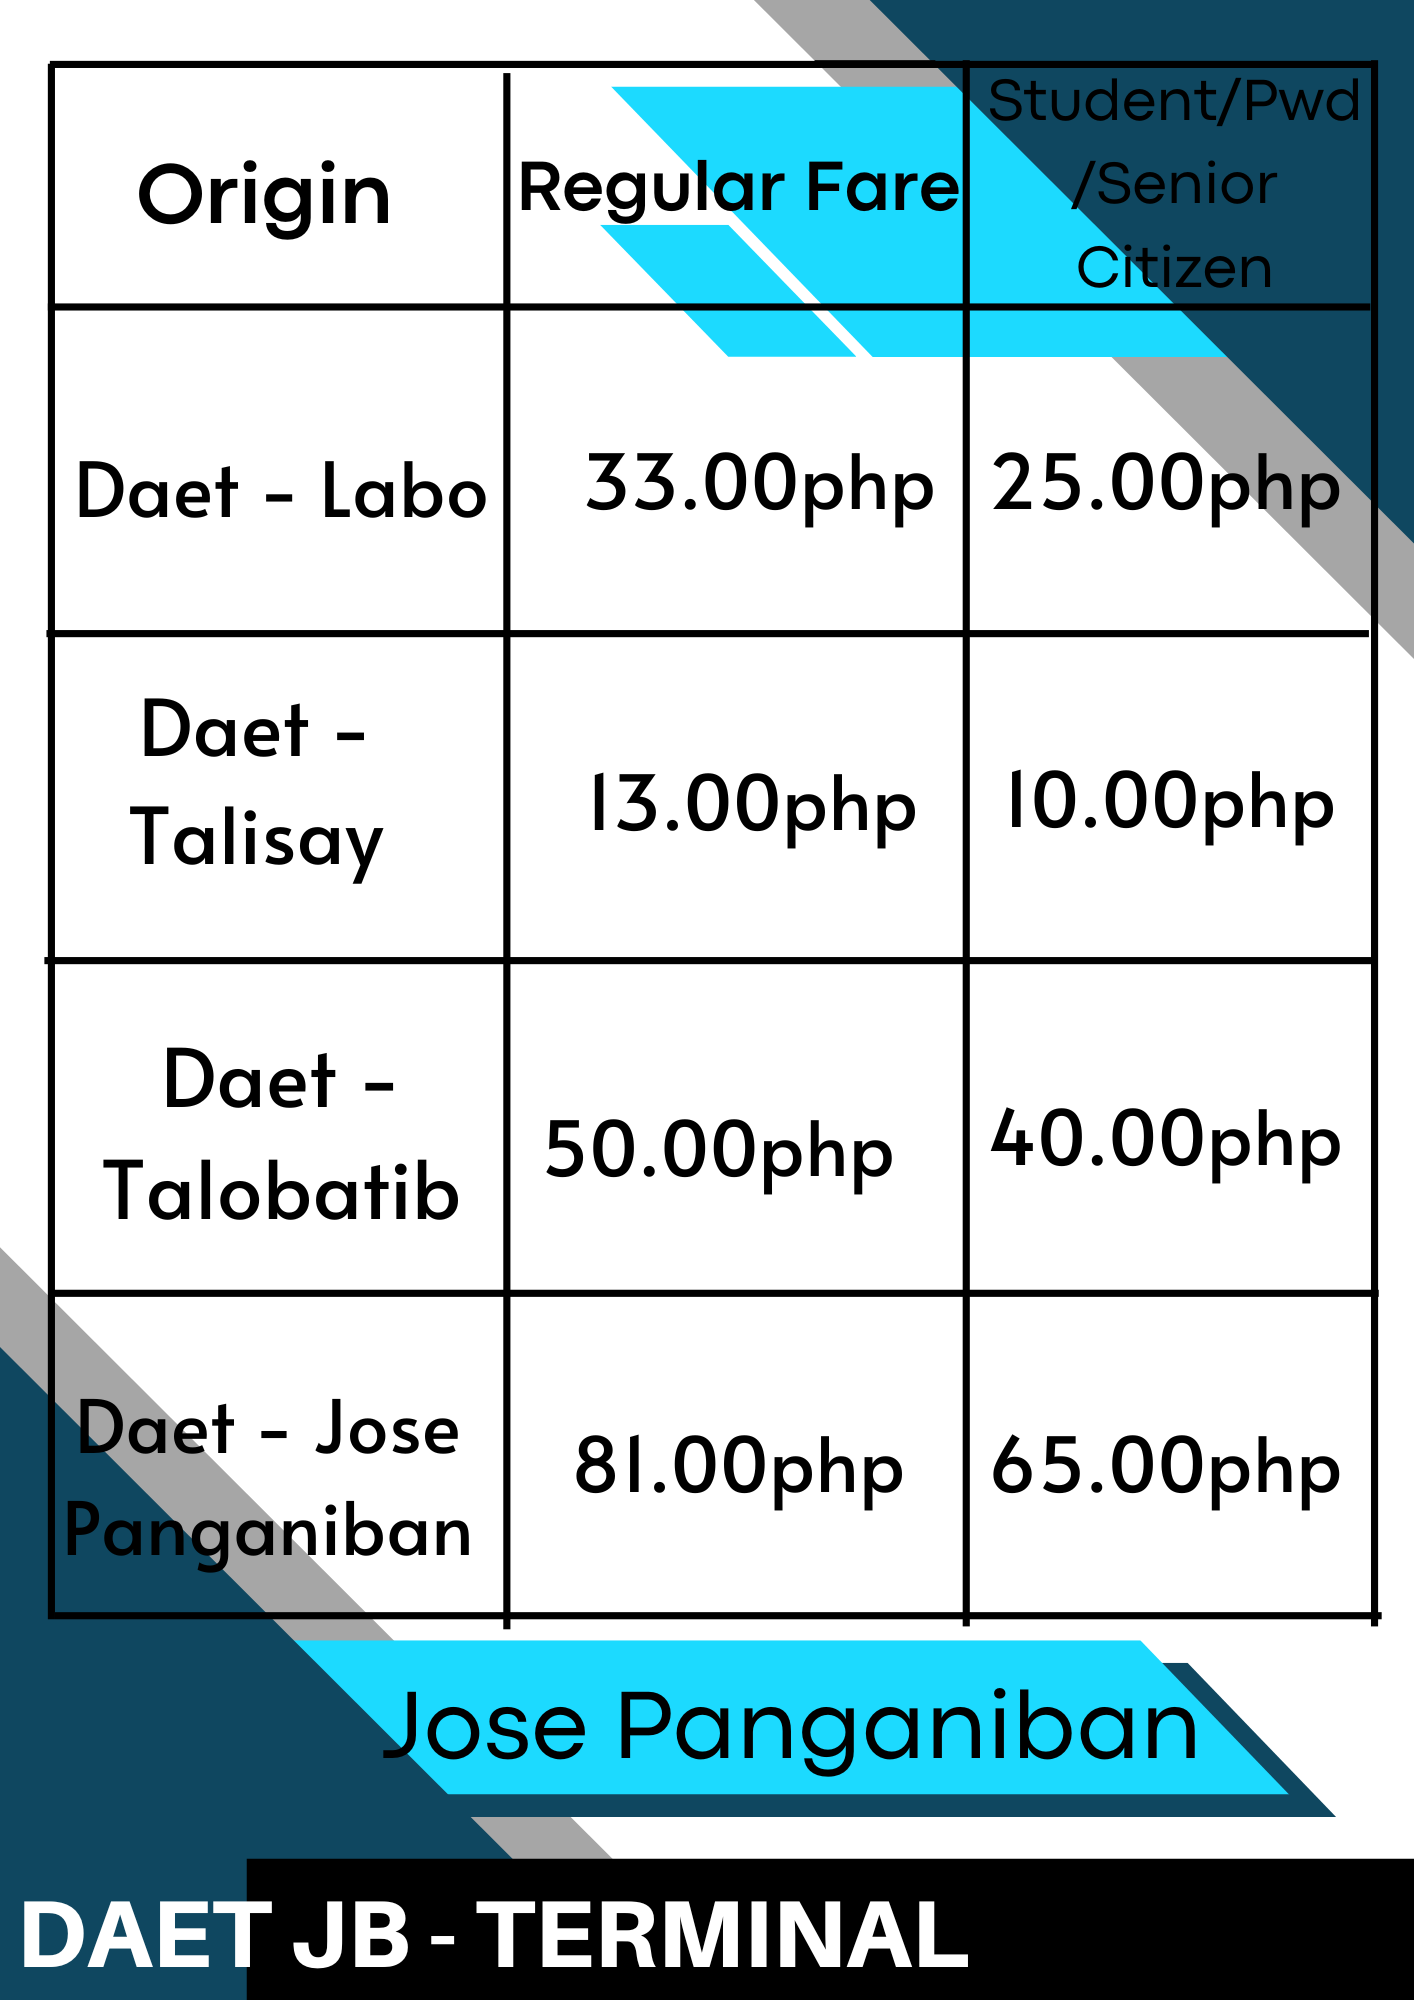 Origin
Regular Fare
Student/Pwd
/Senior
Citizen
Daet - Labo
33.00php
25.00php
Daet -
Talisay
13.00php
10.00php
Daet -
Talobatib
50.00php
40.00php
Daet - Jose
Panganiban
81.00php
65.00php
Jose Panganiban
DAET JB - TERMINAL